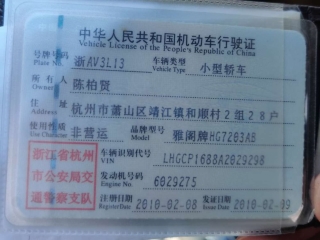 中华人民共和国机动车行驶证
Vehicle License of the People's Republic of China
号牌号码 Plate No. 浙AV3L13 车辆类型 Vehicle Type 小型轿车
所有人 Owner 陈柏贤
住址 Address 杭州市萧山区靖江镇和顺村2组28户
使用性质 Use Character 非营运 品牌型号 Model 雅阁牌HG7203AB
浙江省杭州市公安局交通警察支队
车辆识别代号 VIN LHGCP1688A2029298
发动机号码 Engine No. 6029275
注册日期 Register Date 2010-02-08 发证日期 Issue Date 2010-02-09